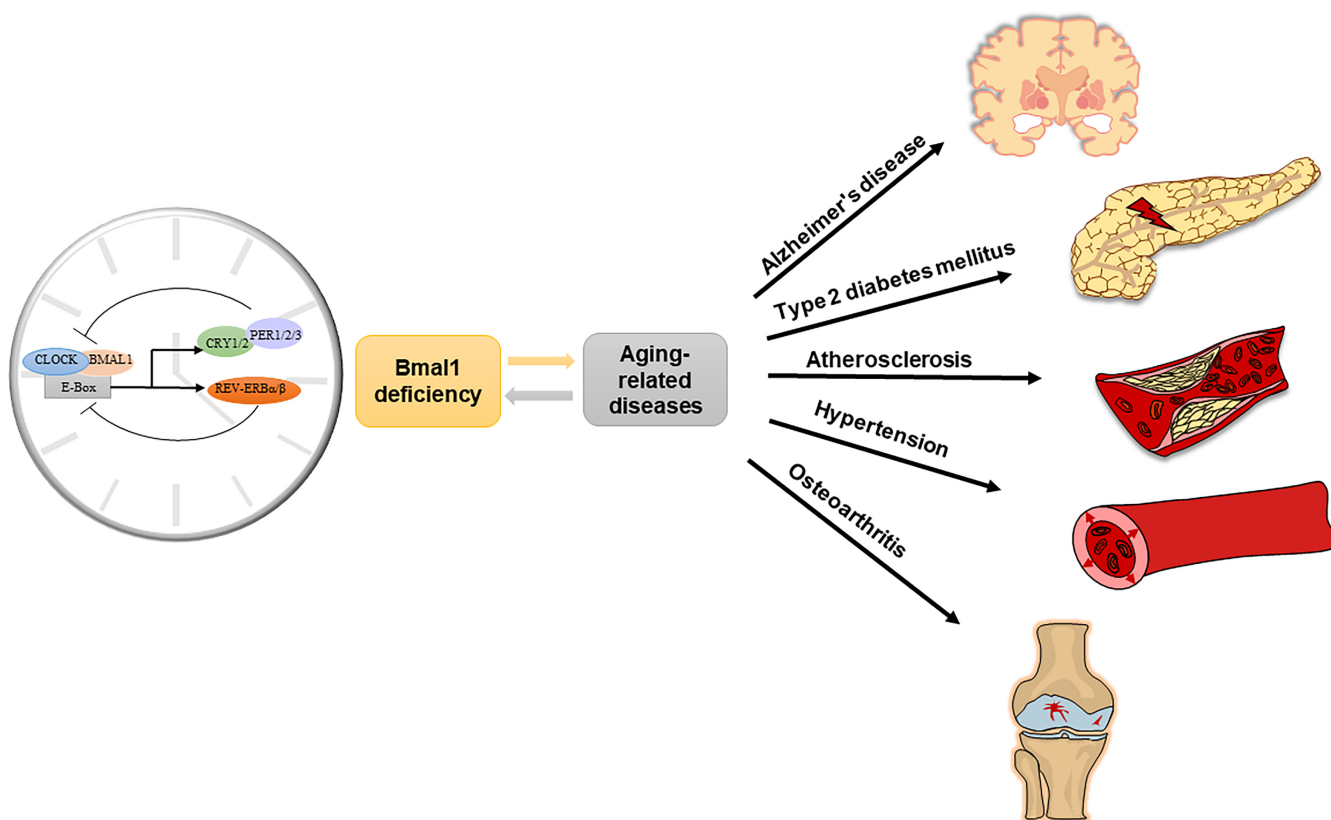 CLOCK
BMAL1
E-Box
CRY1/2
PER1/2/3
REV-ERBα/β
Bmal1
deficiency
Aging-
related
diseases
Alzheimer's disease
Type 2 diabetes mellitus
Atherosclerosis
Hypertension
Osteoarthritis